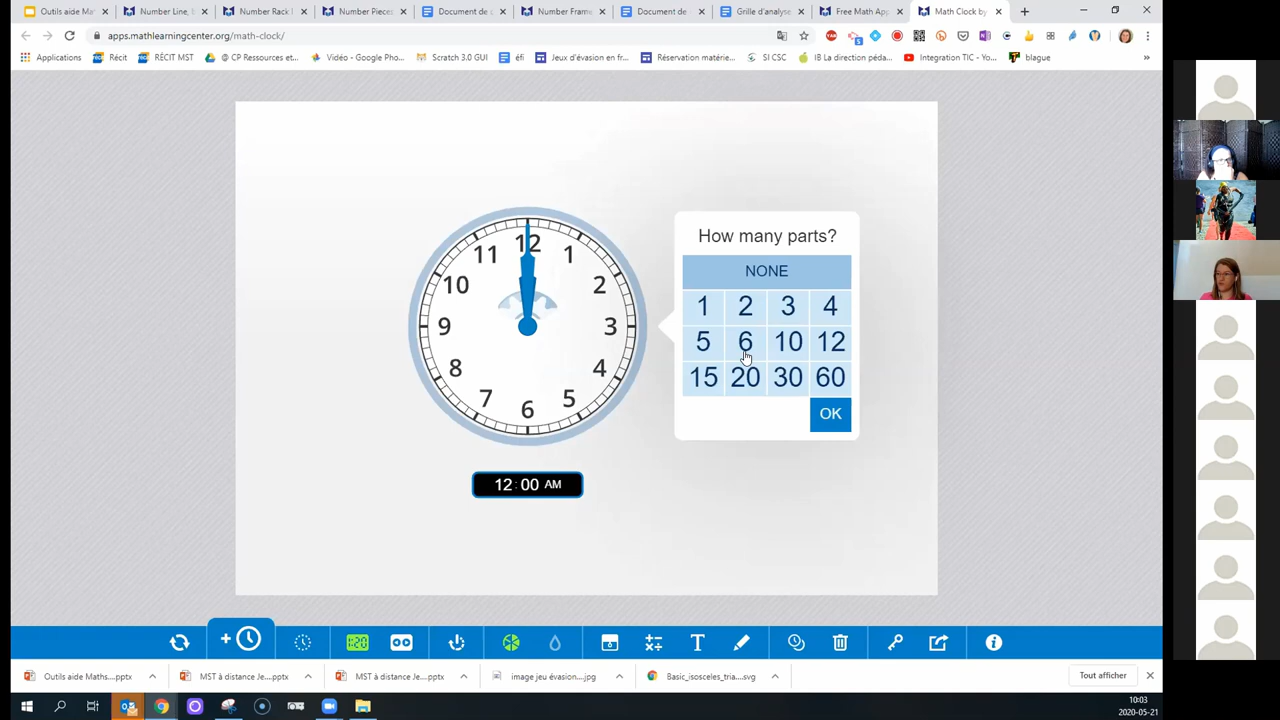 Outils aide Mat
Number Line, b
Number Rack b
Number Pieces
Document de u
Number Frame
Document de
Grille d'analyse
Free Math App
Math Clock by
apps.mathlearningcenter.org/math-clock/
Applications
Récit
RÉCIT MST
@ CP Ressources et...
Vidéo - Google Pho...
Scratch 3.0 GUI
éfi
Jeux d'évasion en fr...
Réservation matérie...
SI CSC
IB La direction péda...
Integration TIC - Yo...
blague
»
12
1
2
3
4
5
6
7
8
9
10
11
12:00 AM
How many parts?
NONE
1 2 3 4
5 6 10 12
15 20 30 60
OK
1:20
T
Outils aide Maths....pptx
MST à distance Je....pptx
MST à distance Je....pptx
image jeu évasion....jpg
Basic_isosceles_tria....svg
Tout afficher
10:03
2020-05-21